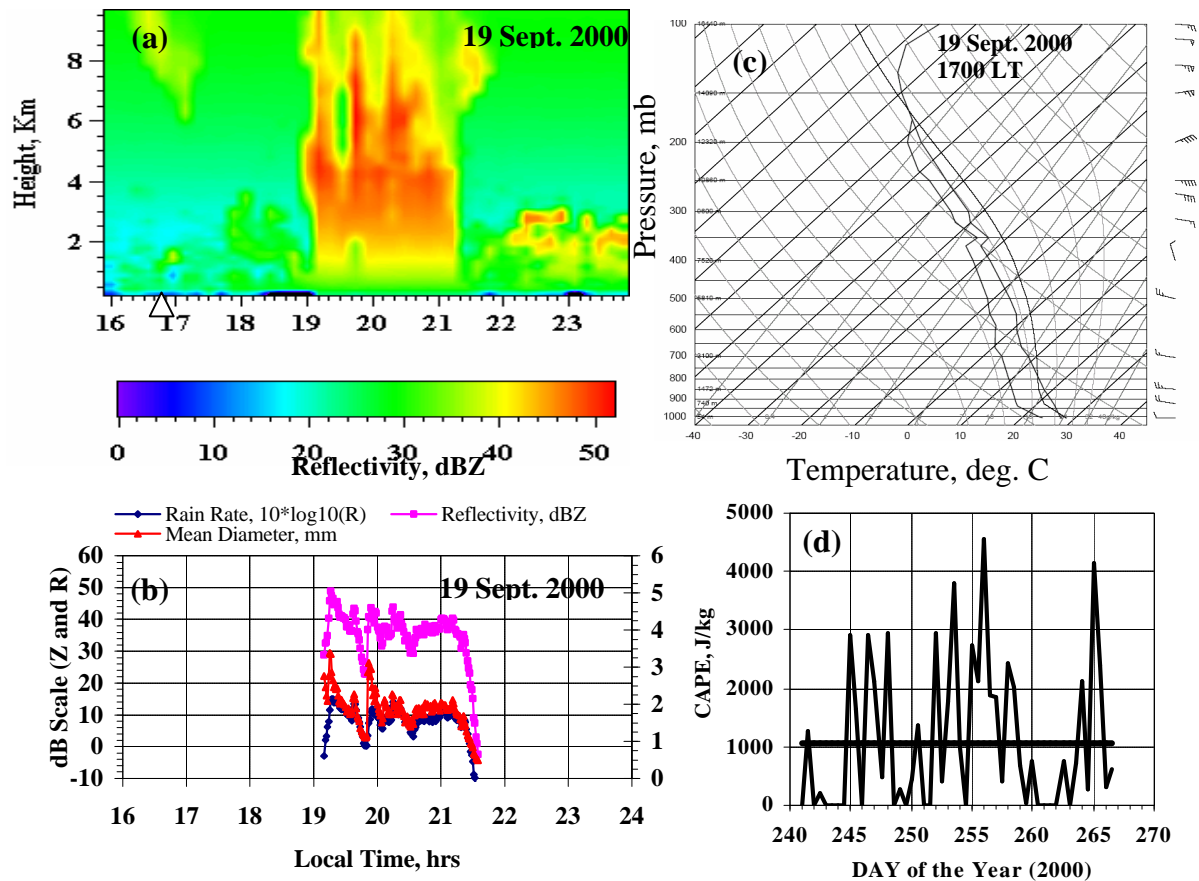 (a)
19 Sept. 2000
Height, Km
8
6
4
2
16 17 18 19 20 21 22 23
0 10 20 30 40 50
Reflectivity, dBZ
(c)
19 Sept. 2000
1700 LT
Pressure, mb
100
200
300
400
500
600
700
800
900
1000
-40 -30 -20 -10 0 10 20 30 40
Temperature, deg. C
Rain Rate, 10*log10(R)
Reflectivity, dBZ
Mean Diameter, mm
(b)
19 Sept. 2000
dB Scale (Z and R)
60
50
40
30
20
10
0
-10
6
5
4
3
2
1
0
16 17 18 19 20 21 22 23 24
Local Time, hrs
(d)
CAPE, J/kg
5000
4000
3000
2000
1000
0
240 245 250 255 260 265 270
DAY of the Year (2000)